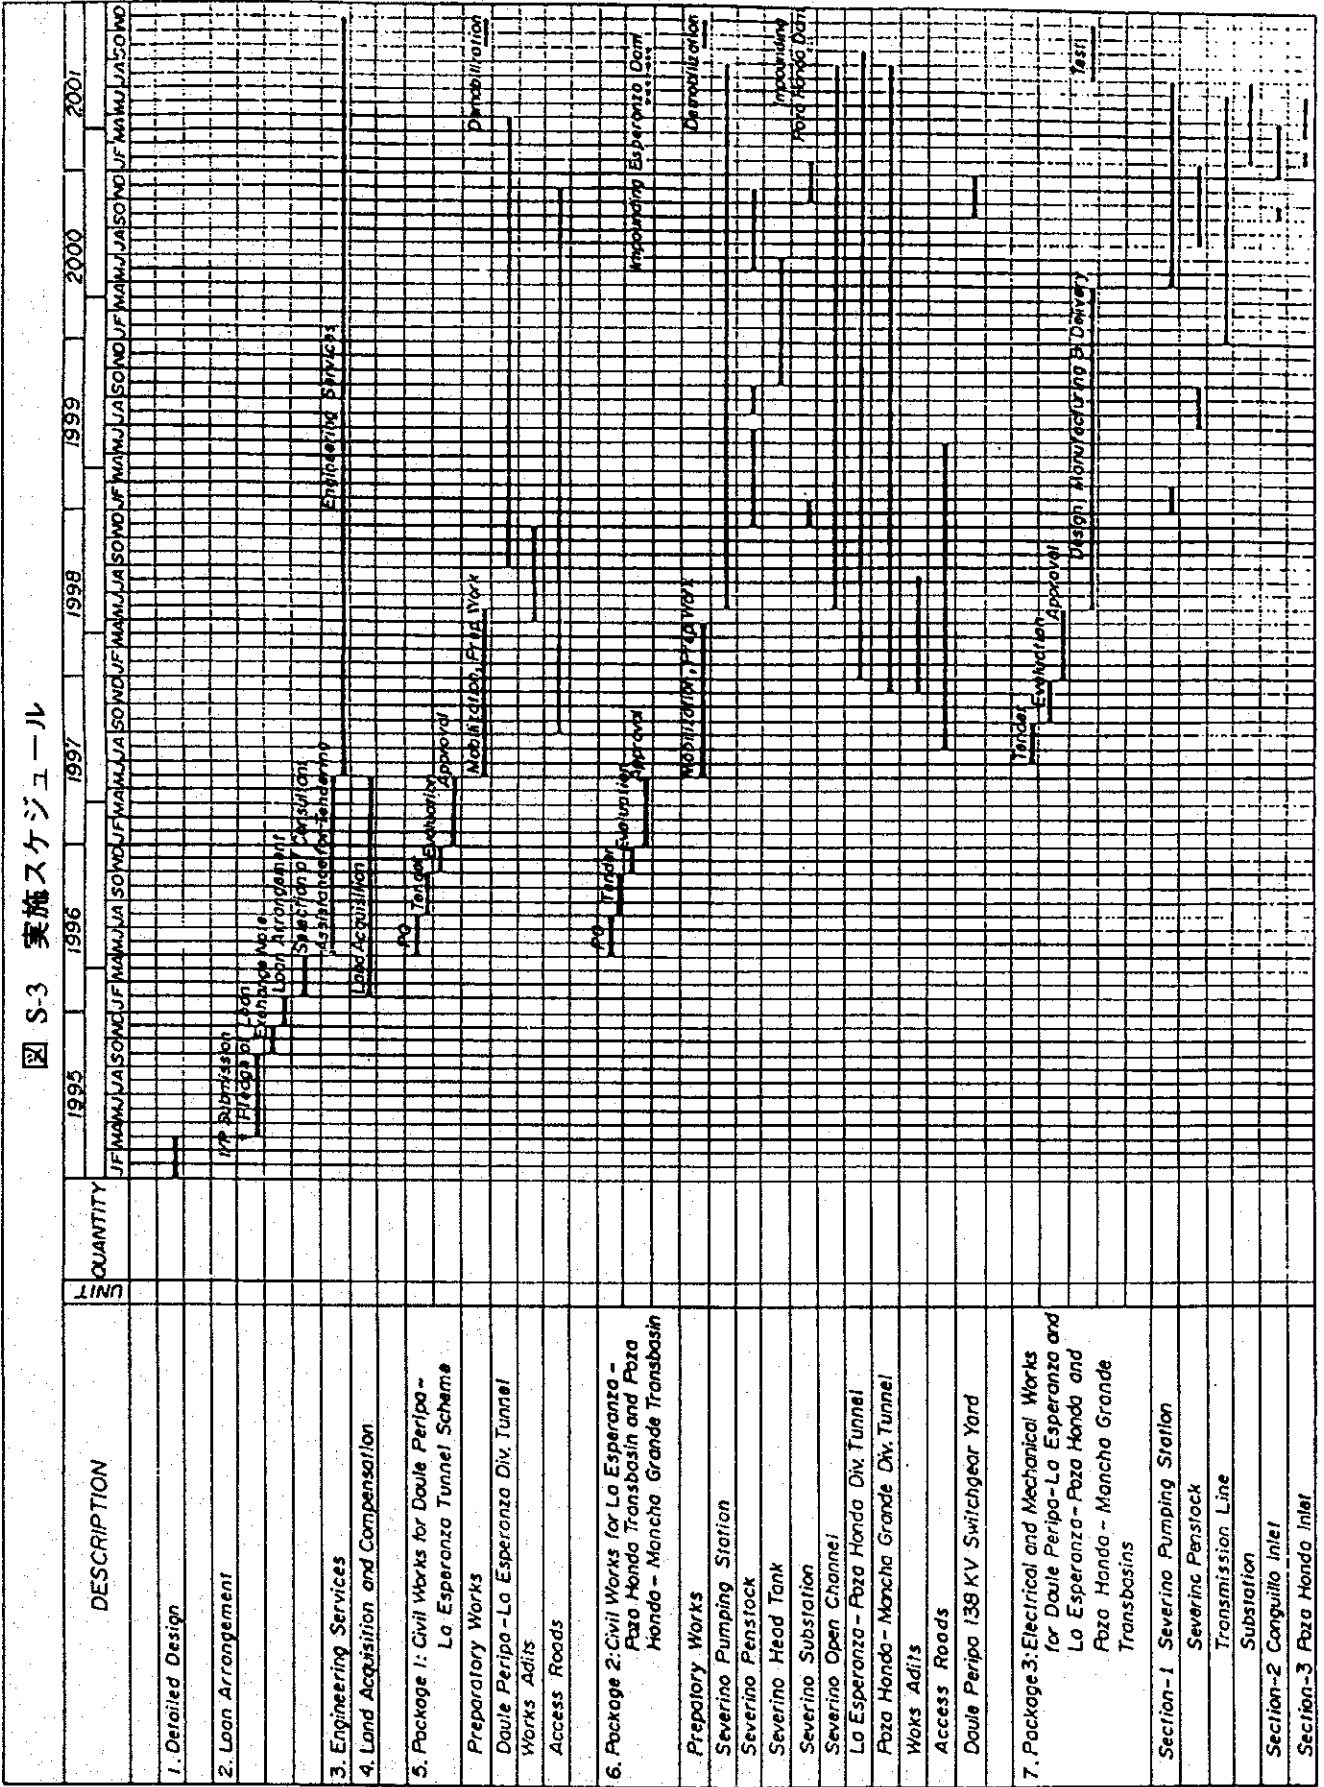 図 S-3 実施スケジュール
DESCRIPTION
UNIT
QUANTITY
1995
1996
1997
1998
1999
2000
2001
JFMAMJJASONDJFMAMJJASONDJFMAMJJASONDJFMAMJJASONDJFMAMJJASONDJFMAMJJASONDJFMAMJJASOND
1. Detailed Design
2. Loan Arrangement
I/P Submission
Pledge of Loan
Exchange Note
Loan Arrangement
Selection of Consultant
3. Engineering Services
Assistance for Tendering
Engineering Services
4. Land Acquisition and Compensation
Land Acquisition
5. Package 1: Civil Works for Daule Peripa-
La Esperanza Tunnel Scheme
PQ
Tender
Evaluation
Approval
Preparatory Works
Mobilization, Prep. Work
Demobilization
Daule Peripa-La Esperanza Div. Tunnel
Works Adits
Access Roads
6. Package 2: Civil Works for La Esperanza-
Poza Honda Transbasin and Poza
Honda-Mancha Grande Transbasin
PQ
Tender
Evaluption
Approval
Impounding Esperanza Dam
Prepatory Works
Mobilization, Prep. Work
Demobilization
Severino Pumping Station
Severino Penstock
Severino Head Tank
Impounding
Poza Honda Dam
Severino Substation
Severino Open Channel
La Esperanza-Poza Honda Div. Tunnel
Poza Honda-Mancha Grande Div. Tunnel
Woks Adits
Access Roads
Daule Peripa 138 KV Switchgear Yard
7. Package 3: Electrical and Mechanical Works
for Daule Peripa-La Esperanza and
La Esperanza-Poza Honda and
Poza Honda-Mancha Grande
Transbasins
Tender
Evaluation
Approval
Design, Manufacturing & Delivery
Test
Section-1 Severino Pumping Station
Severinc Penstock
Transmission Line
Substation
Section-2 Conguillo Inlet
Section-3 Poza Honda Inlet